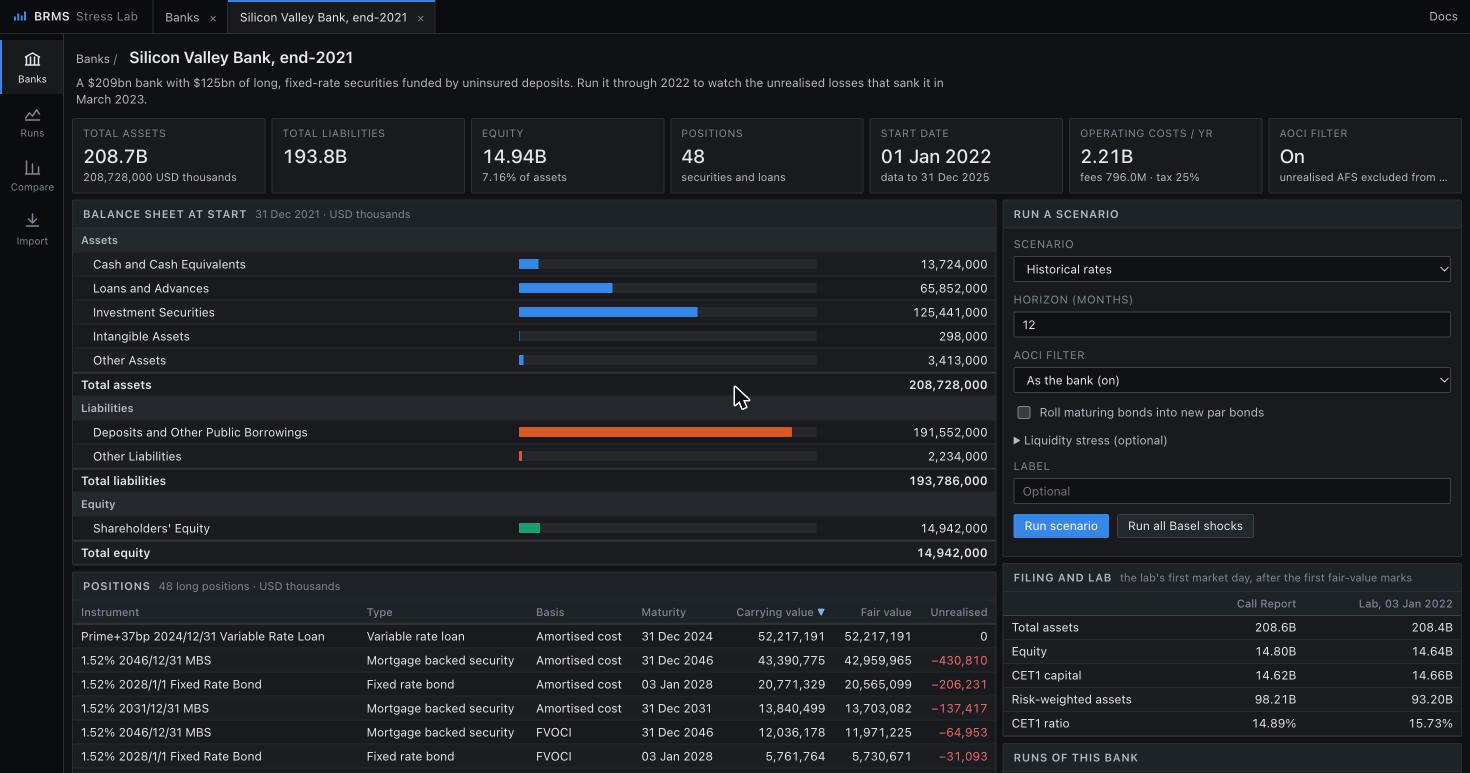 BRMS Stress Lab
Banks ×
Silicon Valley Bank, end-2021 ×
Docs
Banks
Runs
Compare
Import
Banks / Silicon Valley Bank, end-2021
A $209bn bank with $125bn of long, fixed-rate securities funded by uninsured deposits. Run it through 2022 to watch the unrealised losses that sank it in
March 2023.
TOTAL ASSETS
208.7B
208,728,000 USD thousands
TOTAL LIABILITIES
193.8B
EQUITY
14.94B
7.16% of assets
POSITIONS
48
securities and loans
START DATE
01 Jan 2022
data to 31 Dec 2025
OPERATING COSTS / YR
2.21B
fees 796.0M · tax 25%
AOCI FILTER
On
unrealised AFS excluded from ...
BALANCE SHEET AT START 31 Dec 2021 · USD thousands
Assets
Cash and Cash Equivalents 13,724,000
Loans and Advances 65,852,000
Investment Securities 125,441,000
Intangible Assets 298,000
Other Assets 3,413,000
Total assets 208,728,000
Liabilities
Deposits and Other Public Borrowings 191,552,000
Other Liabilities 2,234,000
Total liabilities 193,786,000
Equity
Shareholders' Equity 14,942,000
Total equity 14,942,000
POSITIONS 48 long positions · USD thousands
Instrument Type Basis Maturity Carrying value ▼ Fair value Unrealised
Prime+37bp 2024/12/31 Variable Rate Loan Variable rate loan Amortised cost 31 Dec 2024 52,217,191 52,217,191 0
1.52% 2046/12/31 MBS Mortgage backed security Amortised cost 31 Dec 2046 43,390,775 42,959,965 −430,810
1.52% 2028/1/1 Fixed Rate Bond Fixed rate bond Amortised cost 03 Jan 2028 20,771,329 20,565,099 −206,231
1.52% 2031/12/31 MBS Mortgage backed security Amortised cost 31 Dec 2031 13,840,499 13,703,082 −137,417
1.52% 2046/12/31 MBS Mortgage backed security FVOCI 31 Dec 2046 12,036,178 11,971,225 −64,953
1.52% 2028/1/1 Fixed Rate Bond Fixed rate bond FVOCI 03 Jan 2028 5,761,764 5,730,671 −31,093
RUN A SCENARIO
SCENARIO
Historical rates
HORIZON (MONTHS)
12
AOCI FILTER
As the bank (on)
Roll maturing bonds into new par bonds
Liquidity stress (optional)
LABEL
Optional
Run scenario
Run all Basel shocks
FILING AND LAB the lab's first market day, after the first fair-value marks
Call Report Lab, 03 Jan 2022
Total assets 208.6B 208.4B
Equity 14.80B 14.64B
CET1 capital 14.62B 14.66B
Risk-weighted assets 98.21B 93.20B
CET1 ratio 14.89% 15.73%
RUNS OF THIS BANK